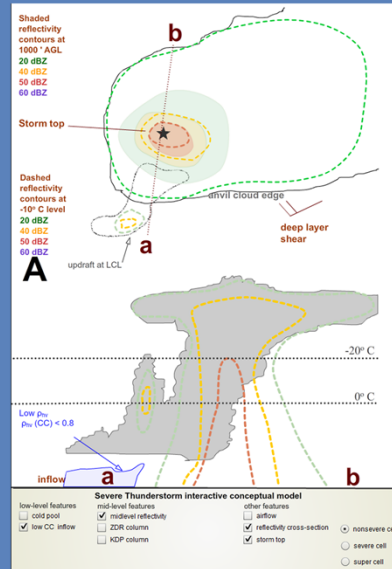 Shaded
reflectivity
contours at
1000 ' AGL
20 dBZ
40 dBZ
50 dBZ
60 dBZ
b
Storm top
Dashed
reflectivity
contours at
-10° C level
20 dBZ
40 dBZ
50 dBZ
60 dBZ
anvil cloud edge
deep layer
shear
a
A
updraft at LCL
-20° C
0° C
Low ρhv
ρhv (CC) < 0.8
inflow
a
b
Severe Thunderstorm interactive conceptual model
low-level features
mid-level features
other features
cold pool
midlevel reflectivity
airflow
low CC inflow
ZDR column
reflectivity cross-section
nonsevere ce
KDP column
storm top
severe cell
super cell